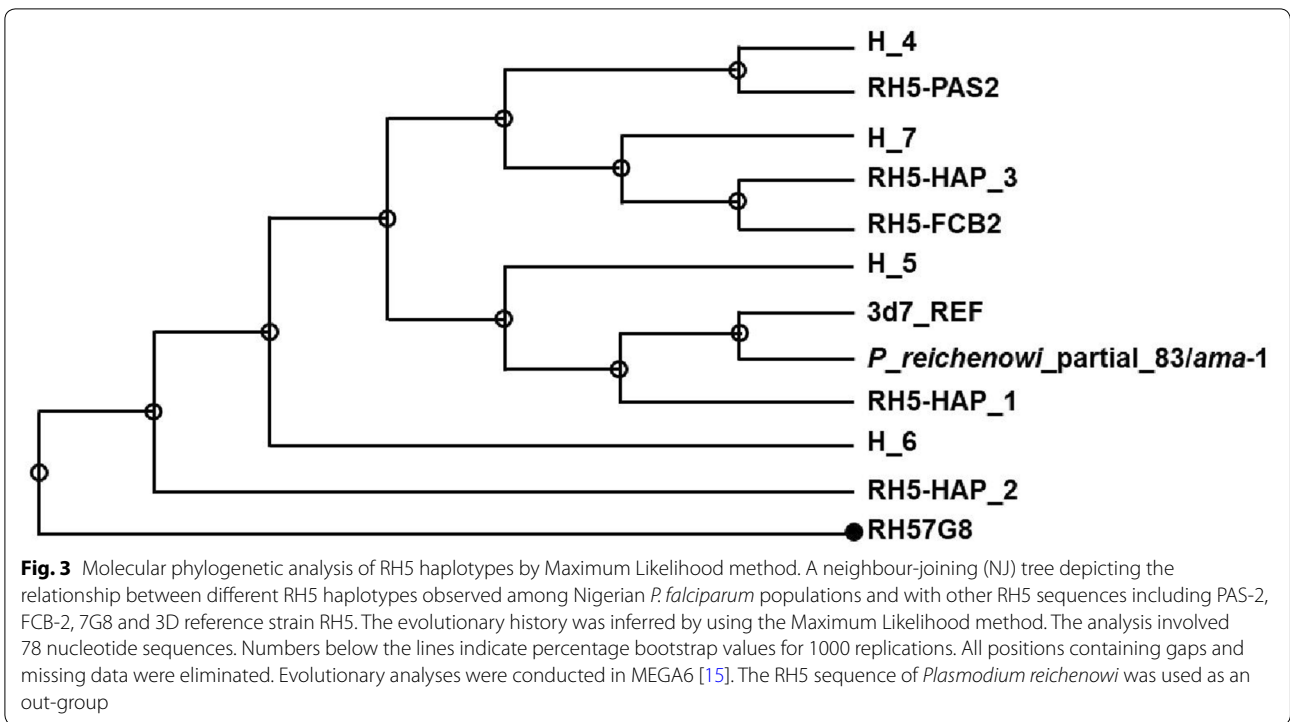 H_4
RH5-PAS2
H_7
RH5-HAP_3
RH5-FCB2
H_5
3d7_REF
P_reichenowi_partial_83/ama-1
RH5-HAP_1
H_6
RH5-HAP_2
RH57G8
Fig. 3 Molecular phylogenetic analysis of RH5 haplotypes by Maximum Likelihood method. A neighbour-joining (NJ) tree depicting the
relationship between different RH5 haplotypes observed among Nigerian P. falciparum populations and with other RH5 sequences including PAS-2,
FCB-2, 7G8 and 3D reference strain RH5. The evolutionary history was inferred by using the Maximum Likelihood method. The analysis involved
78 nucleotide sequences. Numbers below the lines indicate percentage bootstrap values for 1000 replications. All positions containing gaps and
missing data were eliminated. Evolutionary analyses were conducted in MEGA6 [15]. The RH5 sequence of Plasmodium reichenowi was used as an
out-group